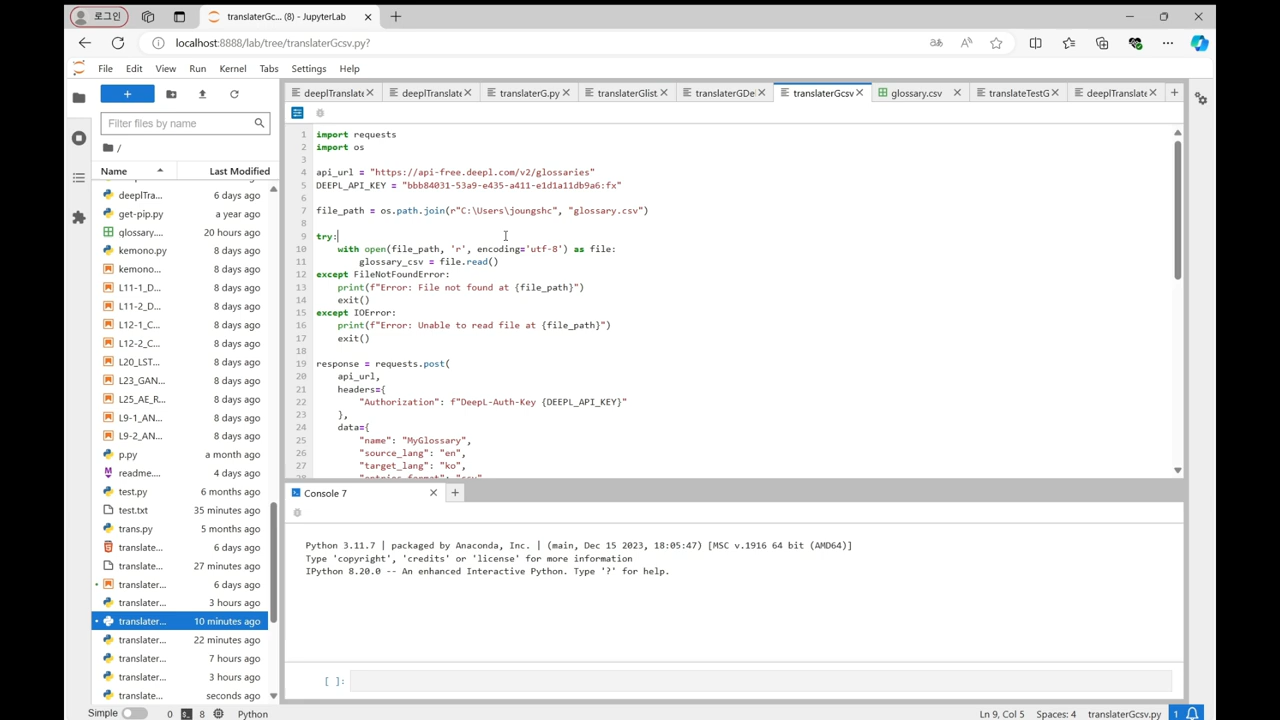 로그인
translaterGc... (8) - JupyterLab
localhost:8888/lab/tree/translaterGcsv.py?
File Edit View Run Kernel Tabs Settings Help
Filter files by name
/
Name Last Modified
deeplTra... 6 days ago
get-pip.py a year ago
glossary.... 20 hours ago
kemono.py 8 days ago
kemono... 8 days ago
L11-1_D... 8 days ago
L11-2_D... 8 days ago
L12-1_C... 8 days ago
L12-2_C... 8 days ago
L20_LST... 8 days ago
L23_GAN... 8 days ago
L25_AE_R... 8 days ago
L9-1_AN... 8 days ago
L9-2_AN... 8 days ago
p.py a month ago
readme.... 4 days ago
test.py 6 months ago
test.txt 35 minutes ago
trans.py 5 months ago
translate... 6 days ago
translate... 27 minutes ago
translater... 6 days ago
translater... 3 hours ago
translater... 10 minutes ago
translater... 22 minutes ago
translater... 7 hours ago
translater... 3 hours ago
translate... seconds ago
deeplTranslate deeplTranslate translaterG.py translaterGlist. translaterGDe translaterGcsv glossary.csv translateTestG deeplTranslate
1 import requests
2 import os
3
4 api_url = "https://api-free.deepl.com/v2/glossaries"
5 DEEPL_API_KEY = "bbb84031-53a9-e435-a411-e1d1a11db9a6:fx"
6
7 file_path = os.path.join(r"C:\Users\joungshc", "glossary.csv")
8
9 try:
10 with open(file_path, 'r', encoding='utf-8') as file:
11 glossary_csv = file.read()
12 except FileNotFoundError:
13 print(f"Error: File not found at {file_path}")
14 exit()
15 except IOError:
16 print(f"Error: Unable to read file at {file_path}")
17 exit()
18
19 response = requests.post(
20 api_url,
21 headers={
22 "Authorization": f"DeepL-Auth-Key {DEEPL_API_KEY}"
23 },
24 data={
25 "name": "MyGlossary",
26 "source_lang": "en",
27 "target_lang": "ko",
28 "entries_format": "csv",
Console 7
Python 3.11.7 | packaged by Anaconda, Inc. | (main, Dec 15 2023, 18:05:47) [MSC v.1916 64 bit (AMD64)]
Type 'copyright', 'credits' or 'license' for more information
IPython 8.20.0 -- An enhanced Interactive Python. Type '?' for help.
[ ]:
Simple 0 8 Python Ln 9, Col 5 Spaces: 4 translaterGcsv.py 1